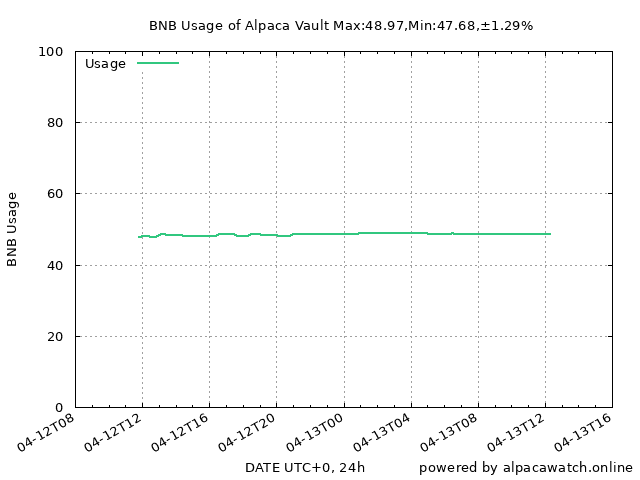 BNB Usage of Alpaca Vault Max:48.97,Min:47.68,±1.29%
Usage
100
80
60
40
20
0
BNB Usage
04-12T08
04-12T12
04-12T16
04-12T20
04-13T00
04-13T04
04-13T08
04-13T12
04-13T16
DATE UTC+0, 24h
powered by alpacawatch.online